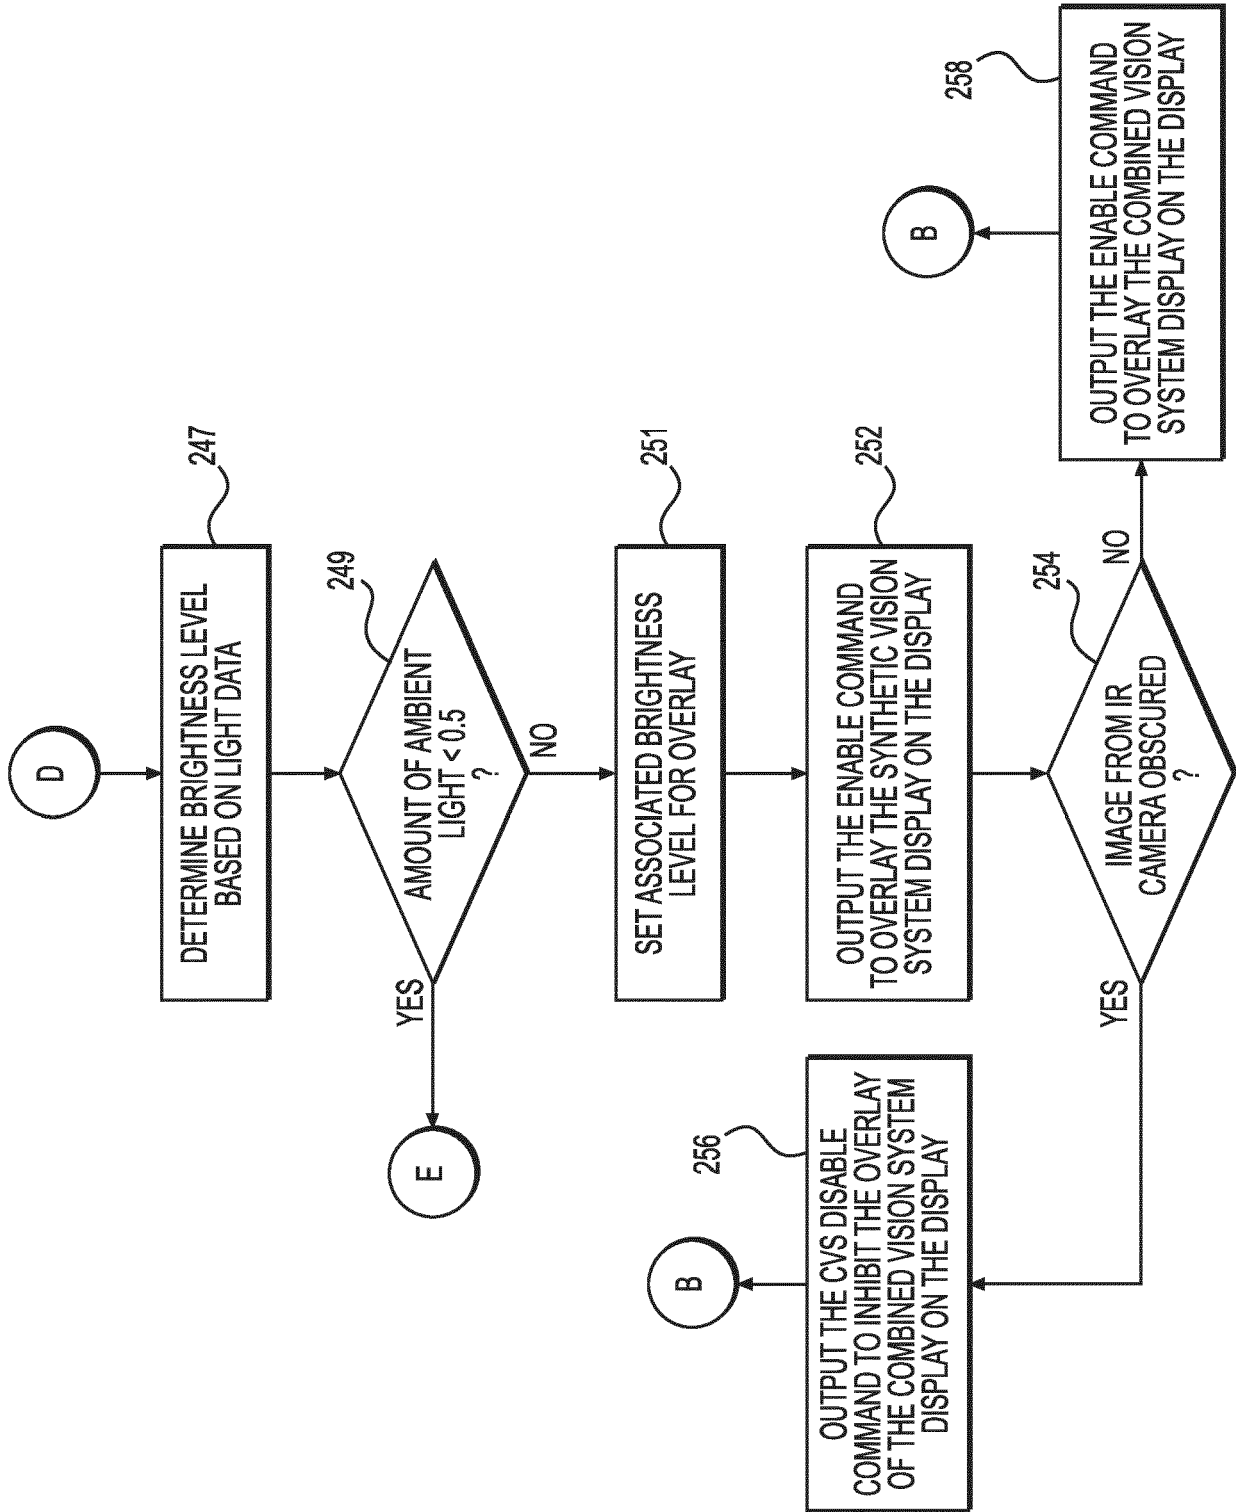 D
247
DETERMINE BRIGHTNESS LEVEL
BASED ON LIGHT DATA
249
AMOUNT OF AMBIENT
LIGHT < 0.5
?
YES
E
NO
251
SET ASSOCIATED BRIGHTNESS
LEVEL FOR OVERLAY
252
OUTPUT THE ENABLE COMMAND
TO OVERLAY THE SYNTHETIC VISION
SYSTEM DISPLAY ON THE DISPLAY
254
IMAGE FROM IR
CAMERA OBSCURED
?
YES
256
OUTPUT THE CVS DISABLE
COMMAND TO INHIBIT THE OVERLAY
OF THE COMBINED VISION SYSTEM
DISPLAY ON THE DISPLAY
B
NO
258
OUTPUT THE ENABLE COMMAND
TO OVERLAY THE COMBINED VISION
SYSTEM DISPLAY ON THE DISPLAY
B